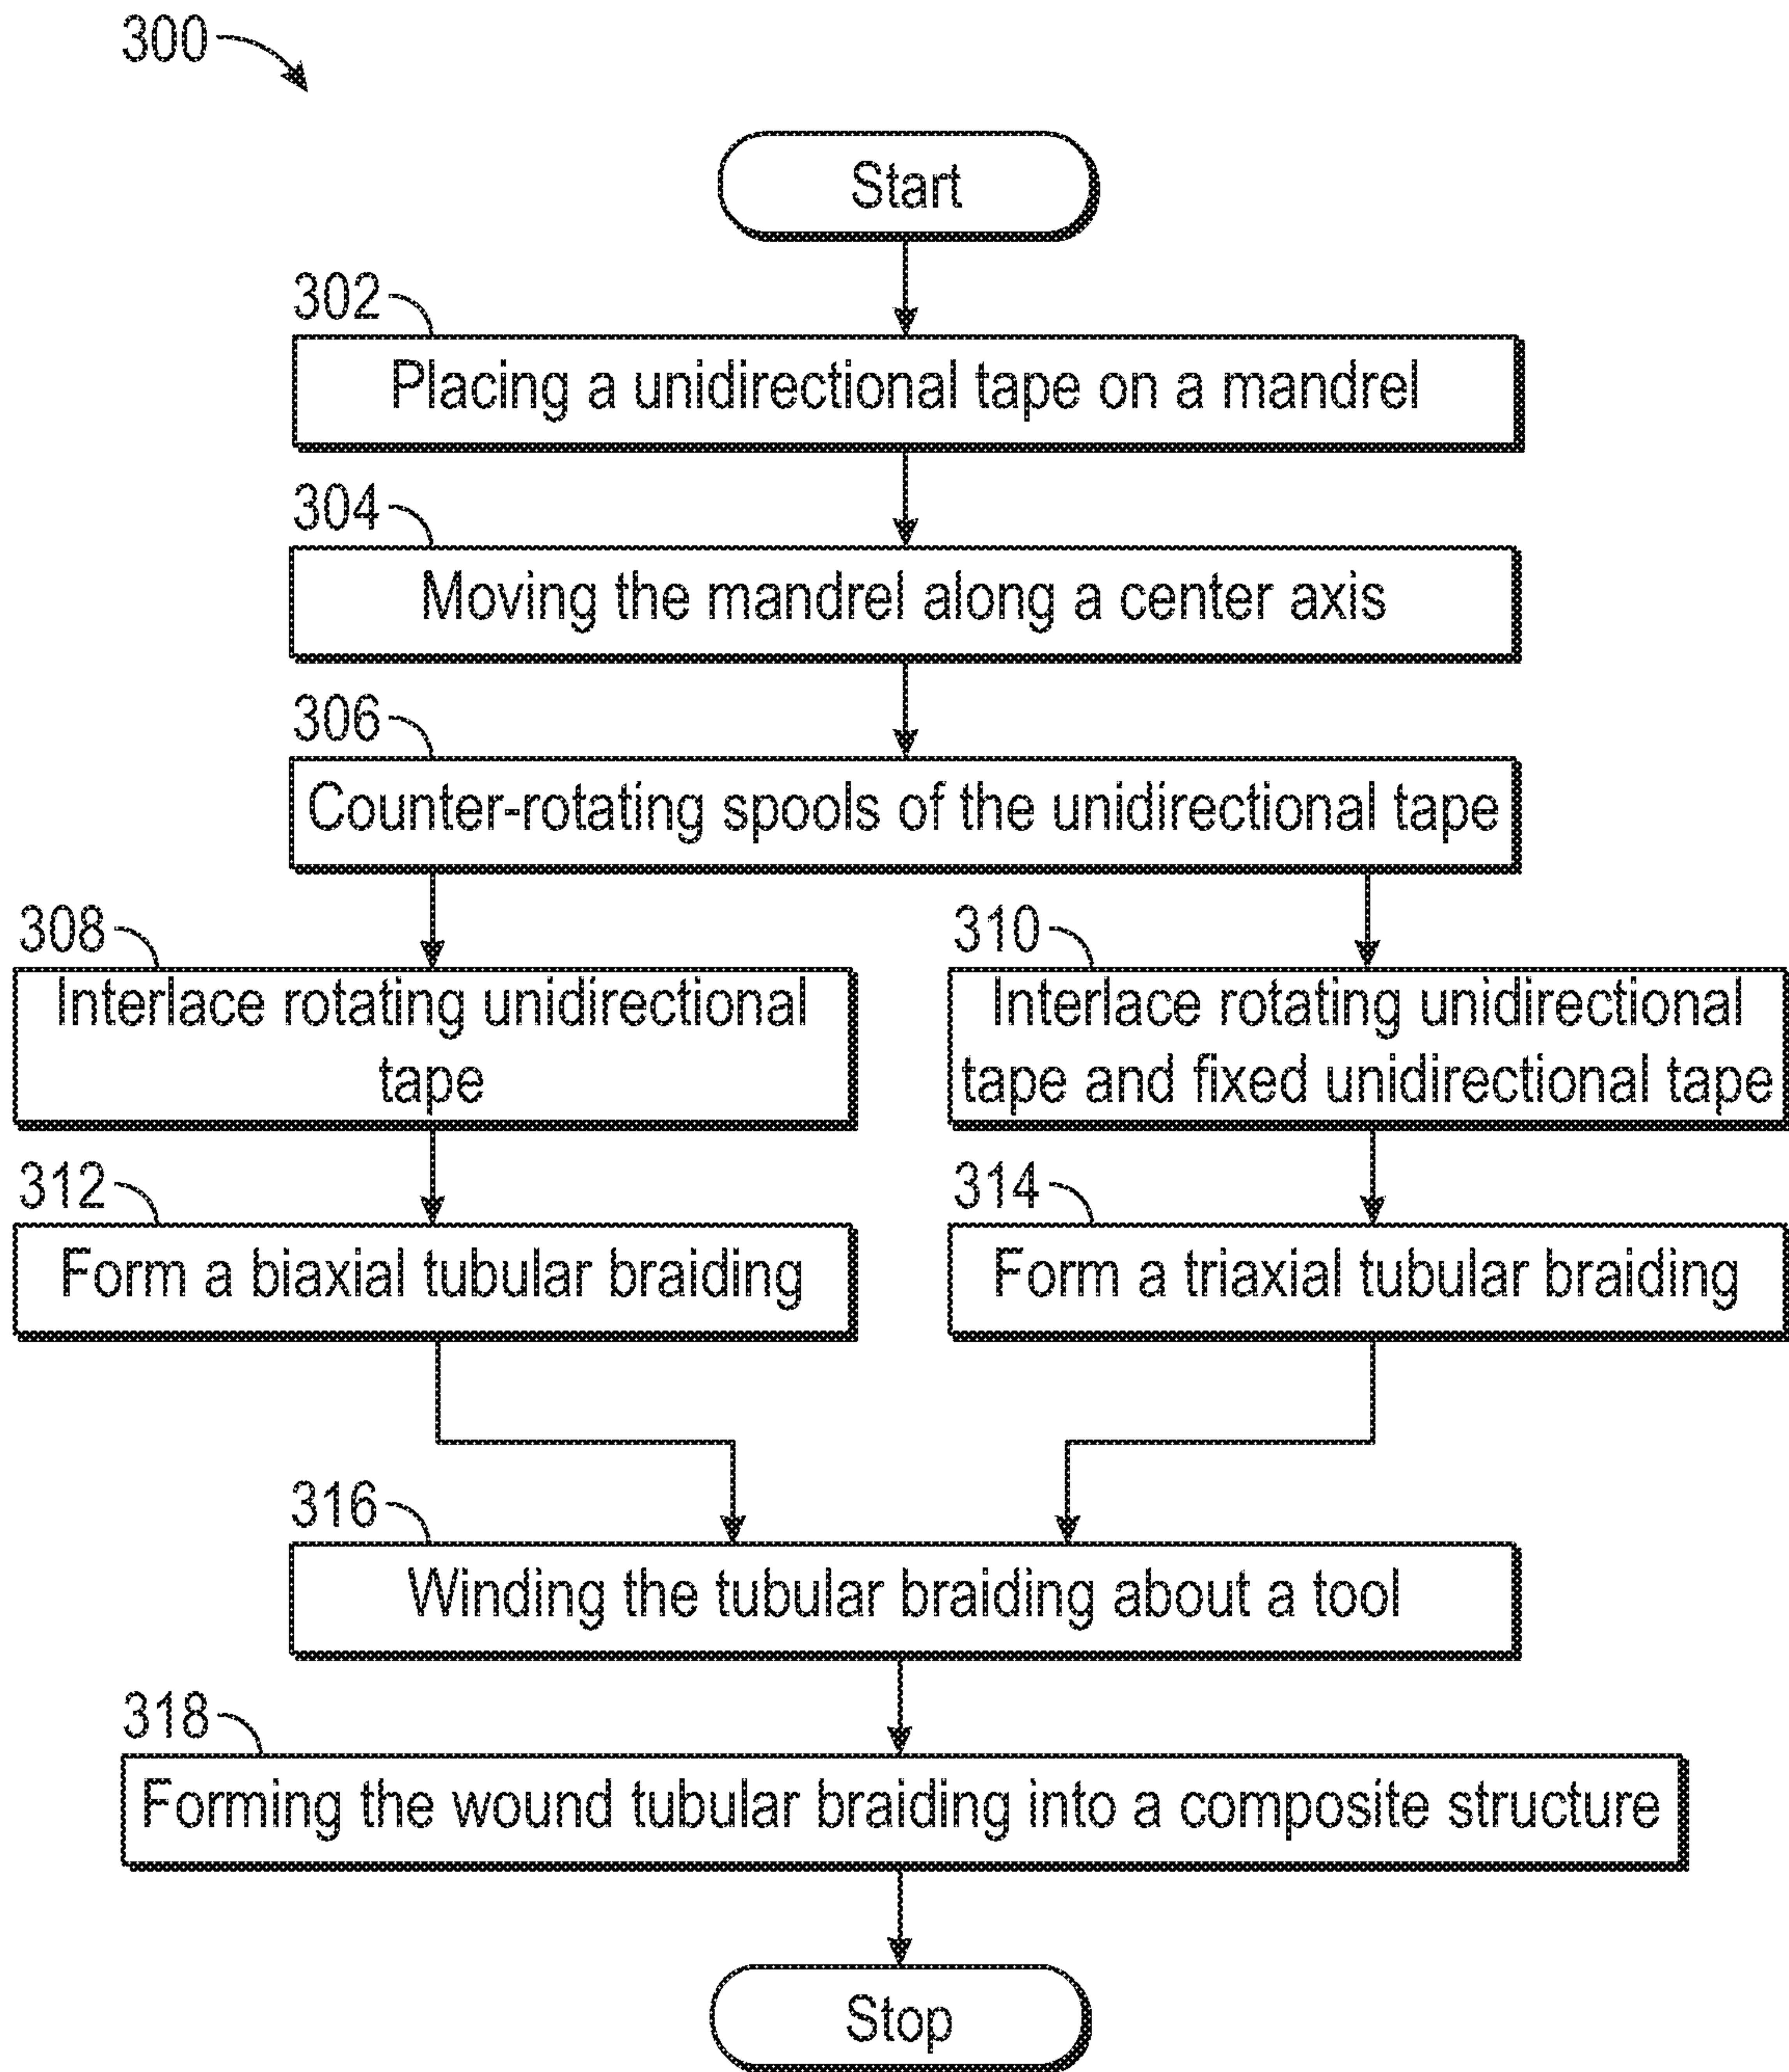 300
Start
302
Placing a unidirectional tape on a mandrel
304
Moving the mandrel along a center axis
306
Counter-rotating spools of the unidirectional tape
308
Interlace rotating unidirectional
tape
310
Interlace rotating unidirectional
tape and fixed unidirectional tape
312
Form a biaxial tubular braiding
314
Form a triaxial tubular braiding
316
Winding the tubular braiding about a tool
318
Forming the wound tubular braiding into a composite structure
Stop